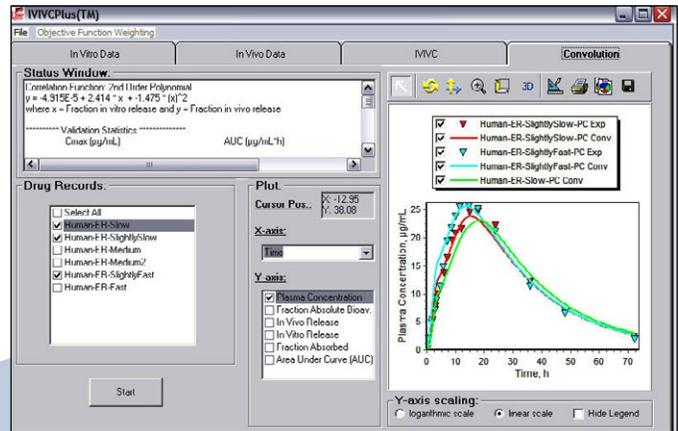 IVIVCPlus(TM)
File Objective Function Weighting
In Vitro Data In Vivo Data IVIVC Convolution
Status Window:
Correlation Function: 2nd Order Polynomial
y = -4.915E-5 + 2.414 * x + -1.475 * (x)^2
where x = Fraction in vitro release and y = Fraction in vivo release
********** Validation Statistics **************
Cmax (µg/mL) AUC (µg/mL*h)
Drug Records:
Select All
Human-ER-Slow
Human-ER-SlightlySlow
Human-ER-Medium
Human-ER-Medium2
Human-ER-SlightlyFast
Human-ER-Fast
Start
Plot:
Cursor Pos.: X: -12.95
Y: 38.08
X-axis:
Time
Y-axis:
Plasma Concentration
Fraction Absolute Bioav.
In Vivo Release
In Vitro Release
Fraction Absorbed
Area Under Curve (AUC)
3D
Human-ER-SlightlySlow-PC Exp
Human-ER-SlightlySlow-PC Conv
Human-ER-SlightlyFast-PC Exp
Human-ER-SlightlyFast-PC Conv
Human-ER-Slow-PC Conv
Plasma Concentration, µg/mL
25
20
15
10
5
0
0 10 20 30 40 50 60 70
Time, h
Y-axis scaling:
logarithmic scale linear scale Hide Legend